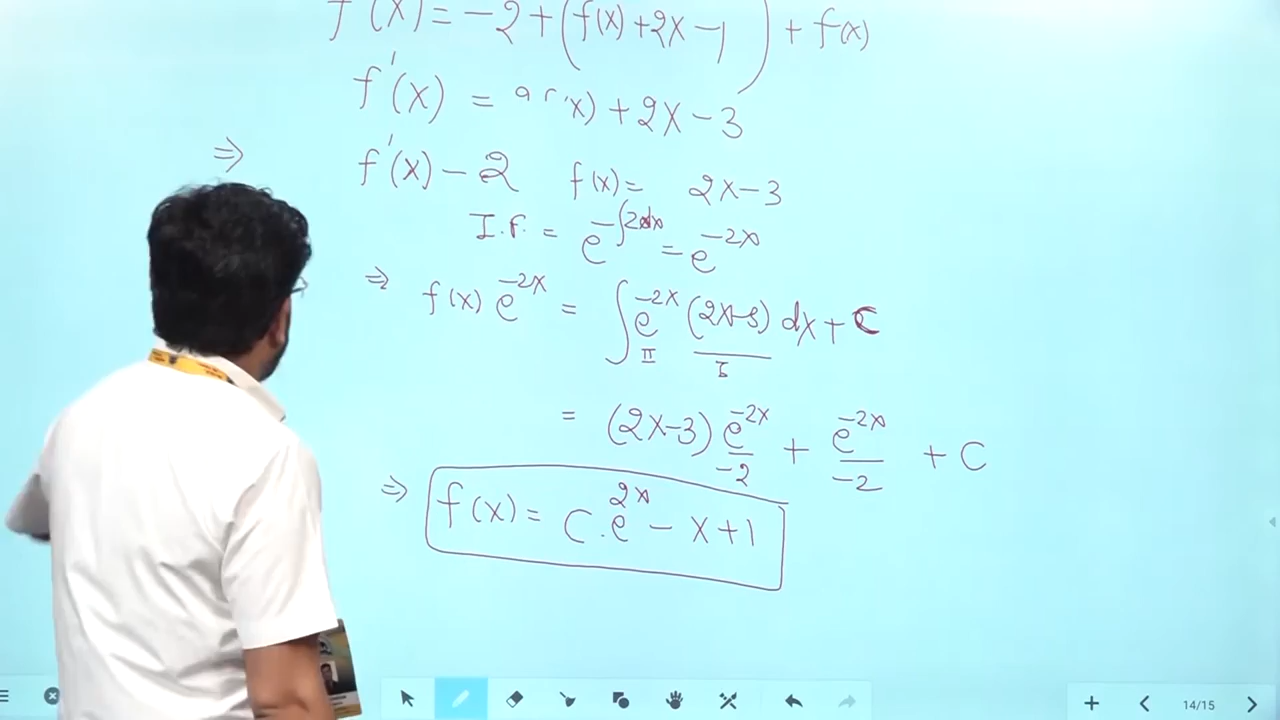 f'(x) = -2 + (f(x) + 2x - 1) + f(x)
f'(x) = (x) + 2x - 3
⇒ f'(x) - 2 f(x) = 2x - 3
I.F. = e^{-∫2dx} = e^{-2x}
⇒ f(x) e^{-2x} = ∫ e^{-2x} (2x-3) dx + C
II I
= (2x-3) e^{-2x}/-2 + e^{-2x}/-2 + C
⇒ f(x) = C.e^{2x} - x + 1
14/15